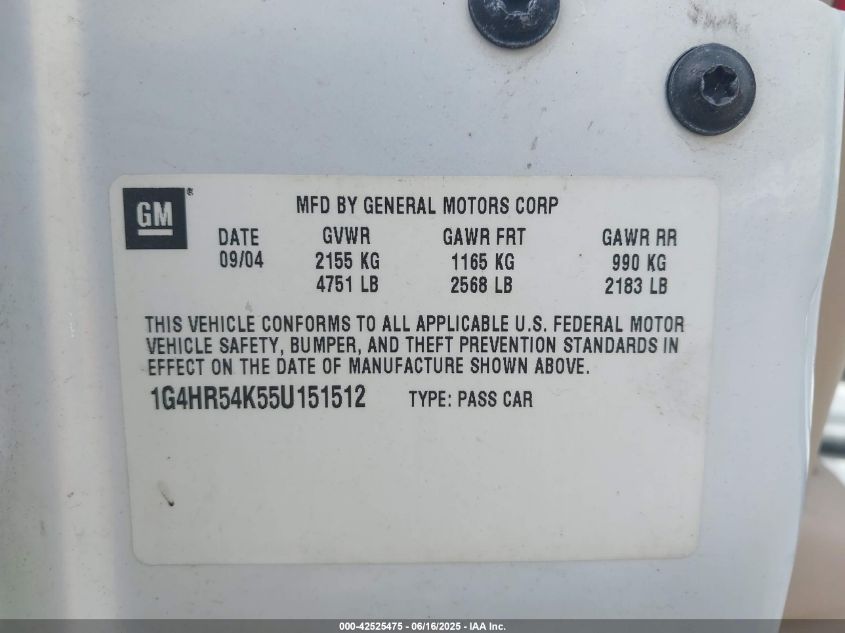 GM
MFD BY GENERAL MOTORS CORP
DATE GVWR GAWR FRT GAWR RR
09/04 2155 KG 1165 KG 990 KG
4751 LB 2568 LB 2183 LB
THIS VEHICLE CONFORMS TO ALL APPLICABLE U.S. FEDERAL MOTOR
VEHICLE SAFETY, BUMPER, AND THEFT PREVENTION STANDARDS IN
EFFECT ON THE DATE OF MANUFACTURE SHOWN ABOVE.
1G4HR54K55U151512 TYPE: PASS CAR
000-42525475 - 06/16/2025 - IAA Inc.